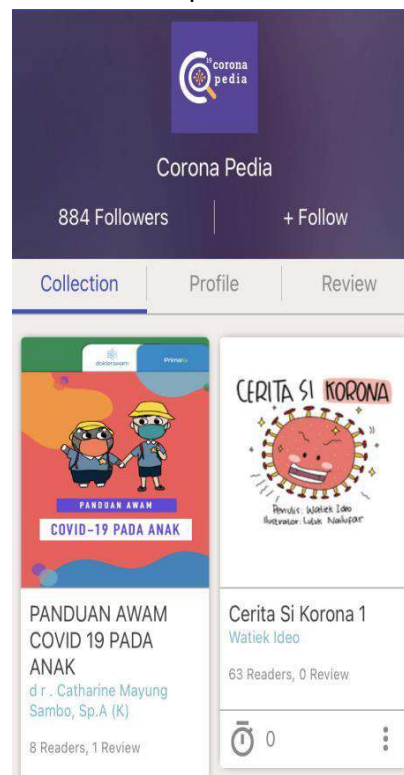 19
corona
pedia
Corona Pedia
884 Followers
+ Follow
Collection
Profile
Review
dokterawam
Primaku
PANDUAN AWAM
COVID-19 PADA ANAK
PANDUAN AWAM
COVID 19 PADA
ANAK
d r . Catharine Mayung
Sambo, Sp.A (K)
8 Readers, 1 Review
CERITA SI KORONA
Penulis: Watiek Ideo
Ilustrator: Luluk Nailufar
Cerita Si Korona 1
Watiek Ideo
63 Readers, 0 Review
0